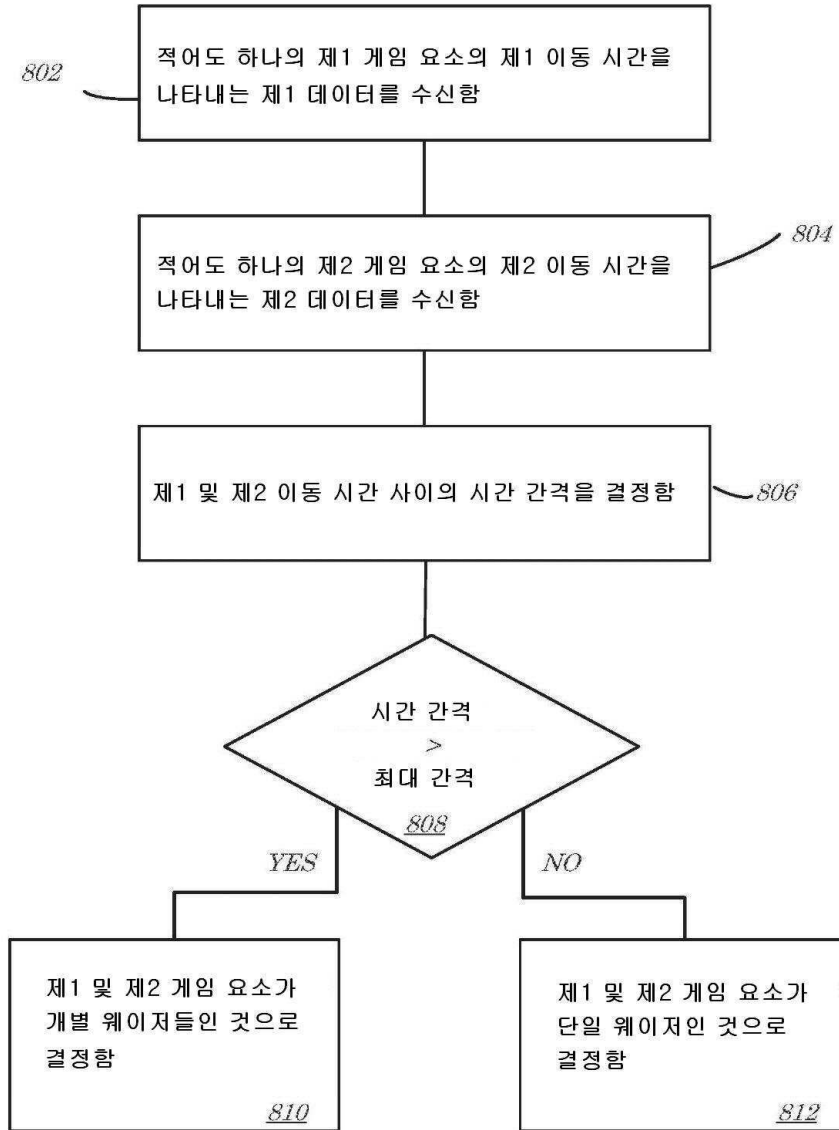 적어도 하나의 제1 게임 요소의 제1 이동 시간을
나타내는 제1 데이터를 수신함
802
적어도 하나의 제2 게임 요소의 제2 이동 시간을
나타내는 제2 데이터를 수신함
804
제1 및 제2 이동 시간 사이의 시간 간격을 결정함
806
시간 간격
>
최대 간격
808
YES
NO
제1 및 제2 게임 요소가
개별 웨이저들인 것으로
결정함
810
제1 및 제2 게임 요소가
단일 웨이저인 것으로
결정함
812